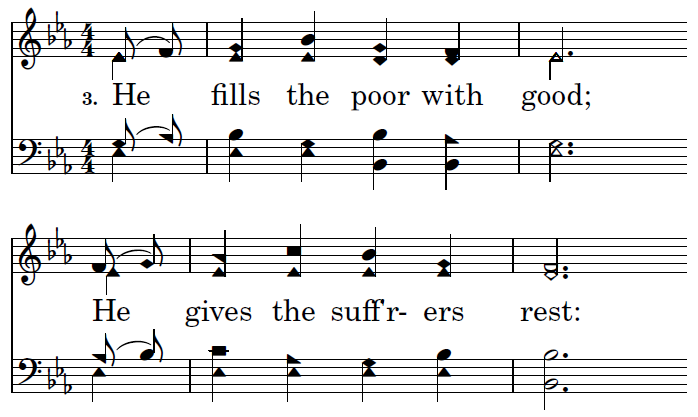 3. He fills the poor with good;
He gives the suff'r- ers rest: